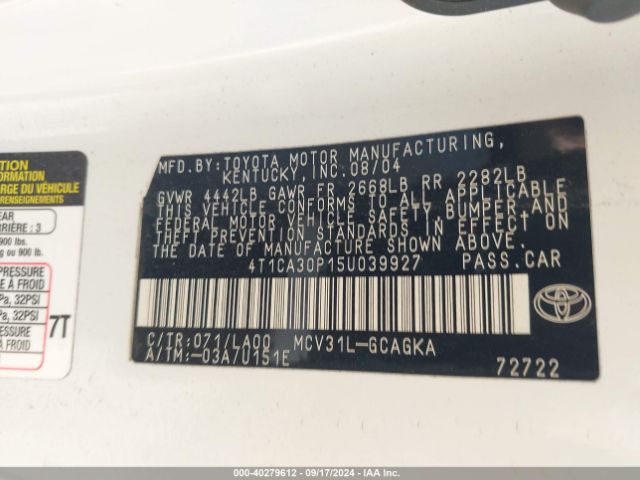 TION
ORMATION
RGE DU VÉHICULE
RENSEIGNEMENTS
EAR
RRIÈRE : 3
900 lbs.
g ou 900 lb.
PRESSURE
E À FROID
Pa, 32PSI
Pa, 32PSI
ESSURE
E À FROID
7T
MFD.BY:TOYOTA MOTOR MANUFACTURING,
KENTUCKY, INC.08/04
GVWR 4442LB GAWR FR 2668LB RR 2282LB
THIS VEHICLE CONFORMS TO ALL APPLICABLE
FEDERAL MOTOR VEHICLE SAFETY,BUMPER AND
THEFT PREVENTION STANDARDS IN EFFECT ON
THE DATE OF MANUFACTURE SHOWN ABOVE.
4T1CA30P15U039927 PASS.CAR
C/TR:071/LA00 MCV31L-GCAGKA
A/TM:-03A/U151E
72722
TOYOTA
000-40279612 - 09/17/2024 - IAA Inc.